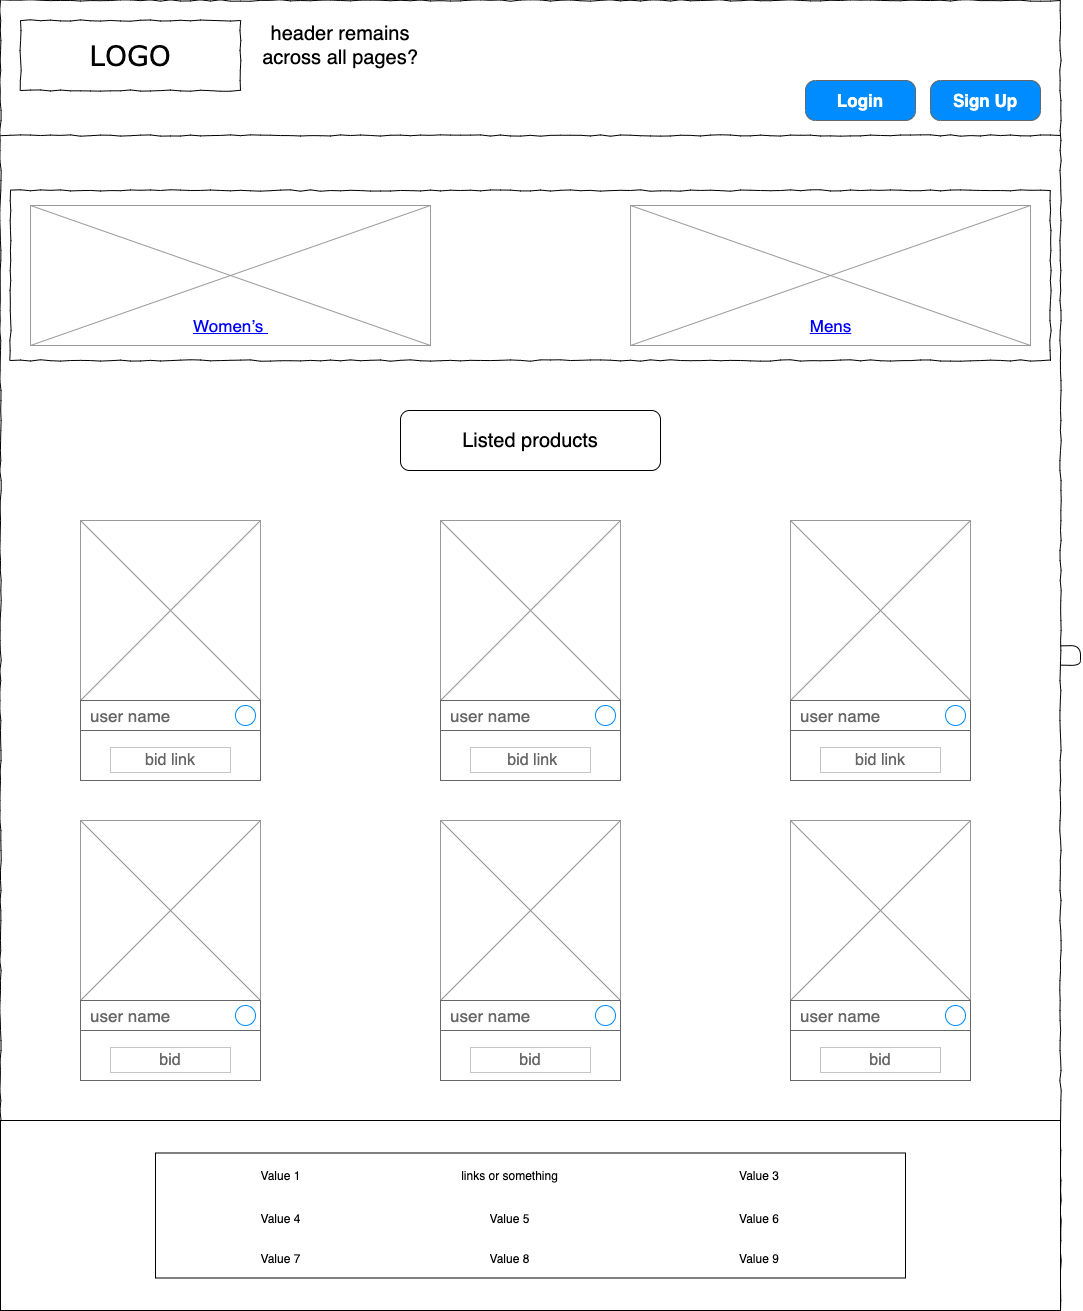 LOGO
header remains
across all pages?
Login
Sign Up
Women’s
Mens
Listed products
user name
user name
user name
bid link
bid link
bid link
user name
user name
user name
bid
bid
bid
Value 1
links or something
Value 3
Value 4
Value 5
Value 6
Value 7
Value 8
Value 9